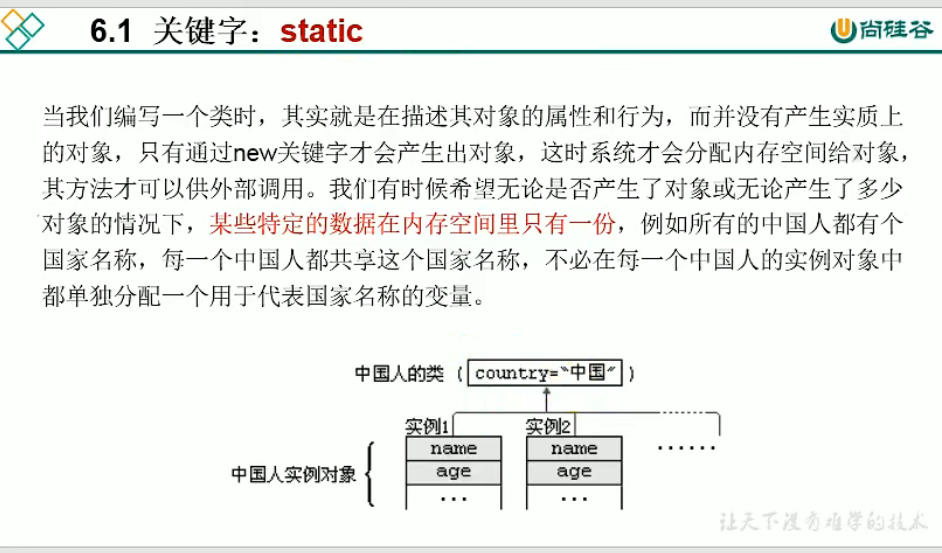 6.1 关键字：static
尚硅谷
当我们编写一个类时，其实就是在描述其对象的属性和行为，而并没有产生实质上
的对象，只有通过new关键字才会产生出对象，这时系统才会分配内存空间给对象，
其方法才可以供外部调用。我们有时候希望无论是否产生了对象或无论产生了多少
对象的情况下，某些特定的数据在内存空间里只有一份，例如所有的中国人都有个
国家名称，每一个中国人都共享这个国家名称，不必在每一个中国人的实例对象中
都单独分配一个用于代表国家名称的变量。
中国人的类（country=“中国”）
实例1 实例2
name name ······
age age
中国人实例对象
··· ···
让天下没有难学的技术